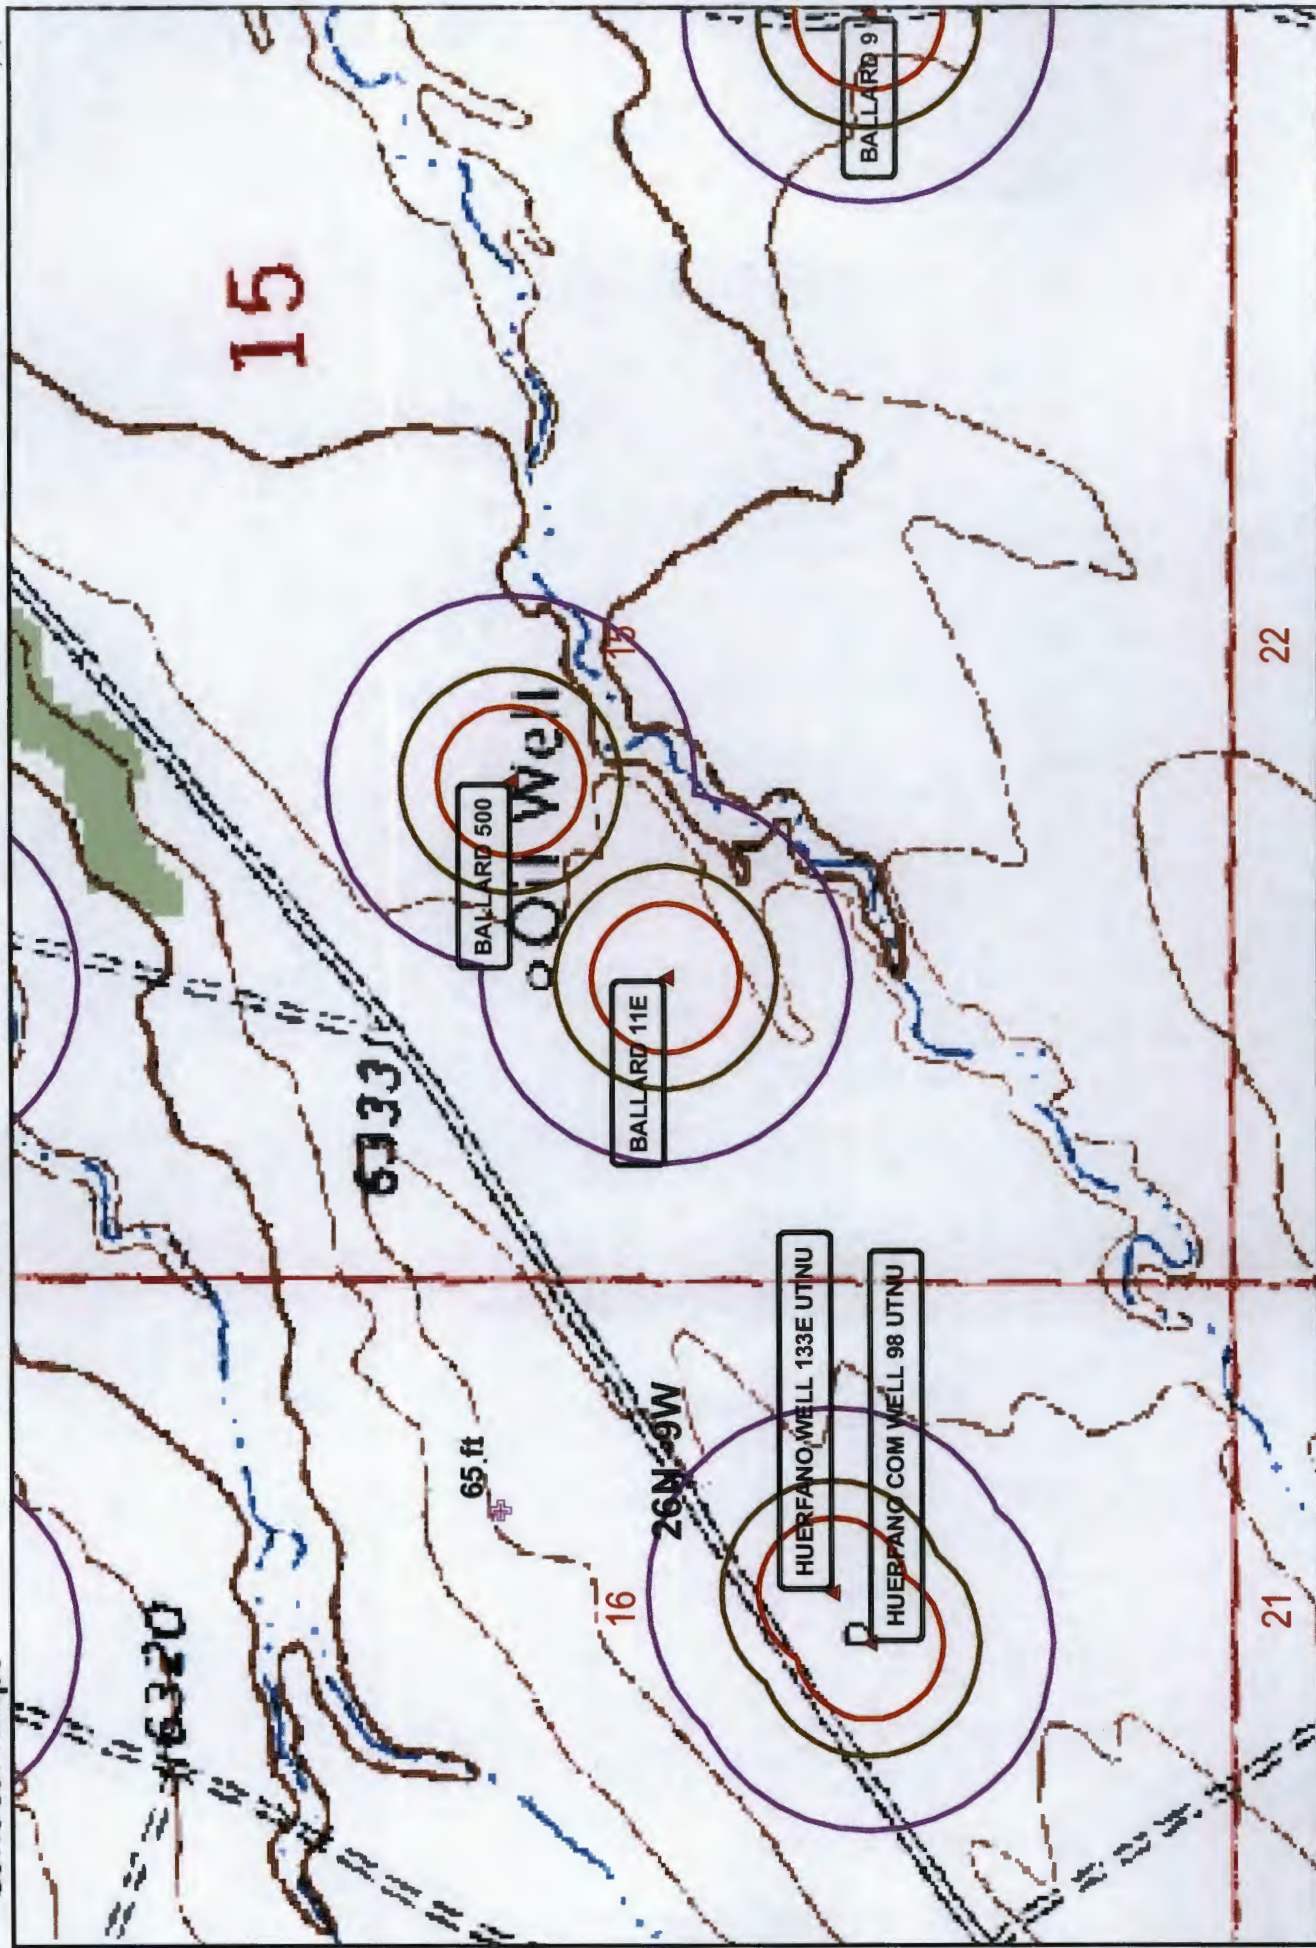 15
BALLARD 9
BALLARD 500
Oil Well
15
22
BALLARD 11E
6133
HUERFANO WELL 133E UTNU
HUERFANO COM WELL 98 UTNU
65 ft
26N-9W
16
21
6320